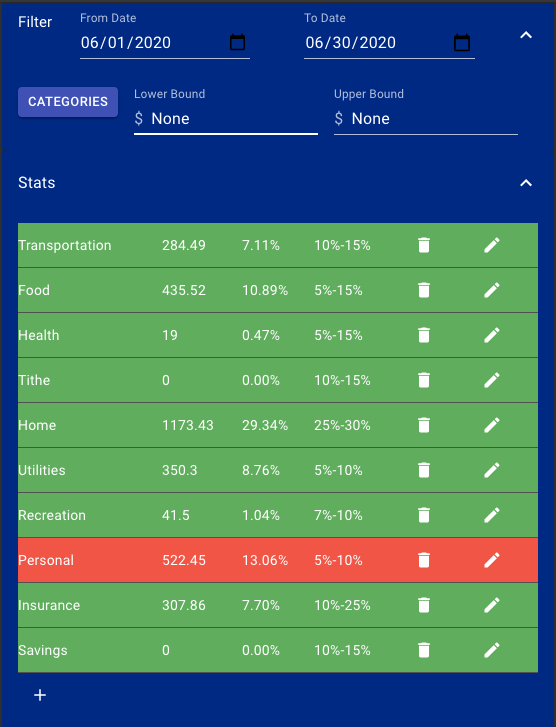 Filter
From Date
To Date
06/01/2020
06/30/2020
CATEGORIES
Lower Bound
Upper Bound
$ None
$ None
Stats
Transportation 284.49 7.11% 10%-15%
Food 435.52 10.89% 5%-15%
Health 19 0.47% 5%-15%
Tithe 0 0.00% 10%-15%
Home 1173.43 29.34% 25%-30%
Utilities 350.3 8.76% 5%-10%
Recreation 41.5 1.04% 7%-10%
Personal 522.45 13.06% 5%-10%
Insurance 307.86 7.70% 10%-25%
Savings 0 0.00% 10%-15%
+